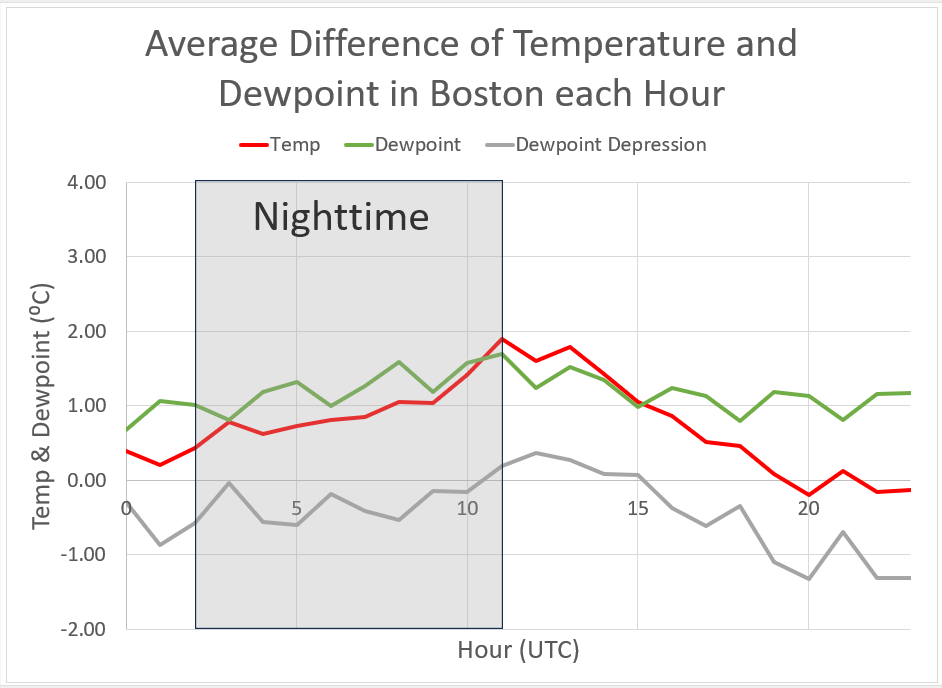 Average Difference of Temperature and
Dewpoint in Boston each Hour
Temp Dewpoint Dewpoint Depression
4.00
Nighttime
3.00
2.00
1.00
0.00
0 5 10 15 20
-1.00
-2.00
Temp & Dewpoint (⁰C)
Hour (UTC)